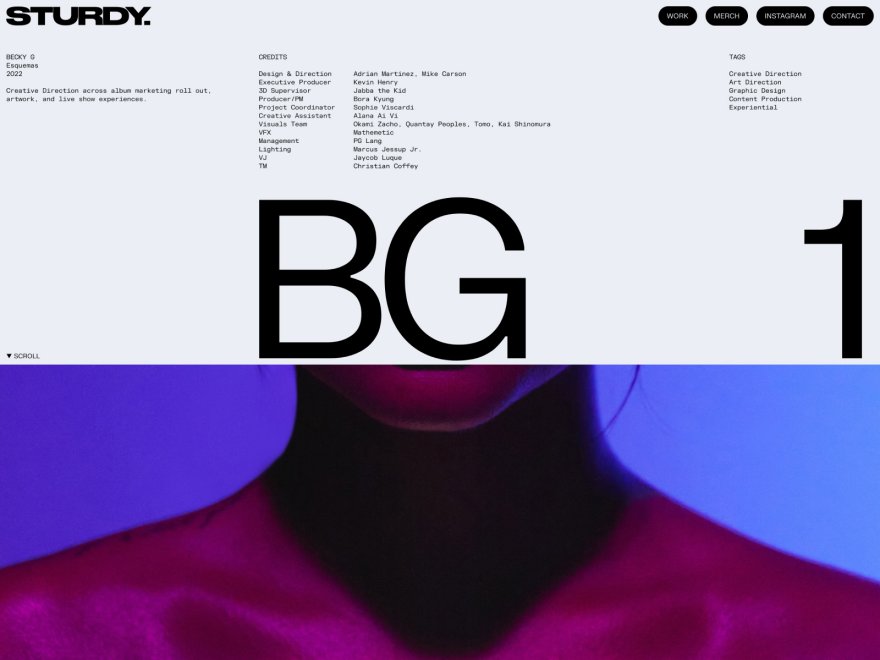 STURDY.
WORK
MERCH
INSTAGRAM
CONTACT
BECKY G
Esquemas
2022
Creative Direction across album marketing roll out,
artwork, and live show experiences.
CREDITS
Design & Direction Adrian Martinez, Mike Carson
Executive Producer Kevin Henry
3D Supervisor Jabba the Kid
Producer/PM Bora Kyung
Project Coordinator Sophie Viscardi
Creative Assistant Alana Ai Vi
Visuals Team Okami Zacho, Quantay Peoples, Tomo, Kai Shinomura
VFX Mathemetic
Management PG Lang
Lighting Marcus Jessup Jr.
VJ Jaycob Luque
TM Christian Coffey
TAGS
Creative Direction
Art Direction
Graphic Design
Content Production
Experiential
BG 1
▼ SCROLL